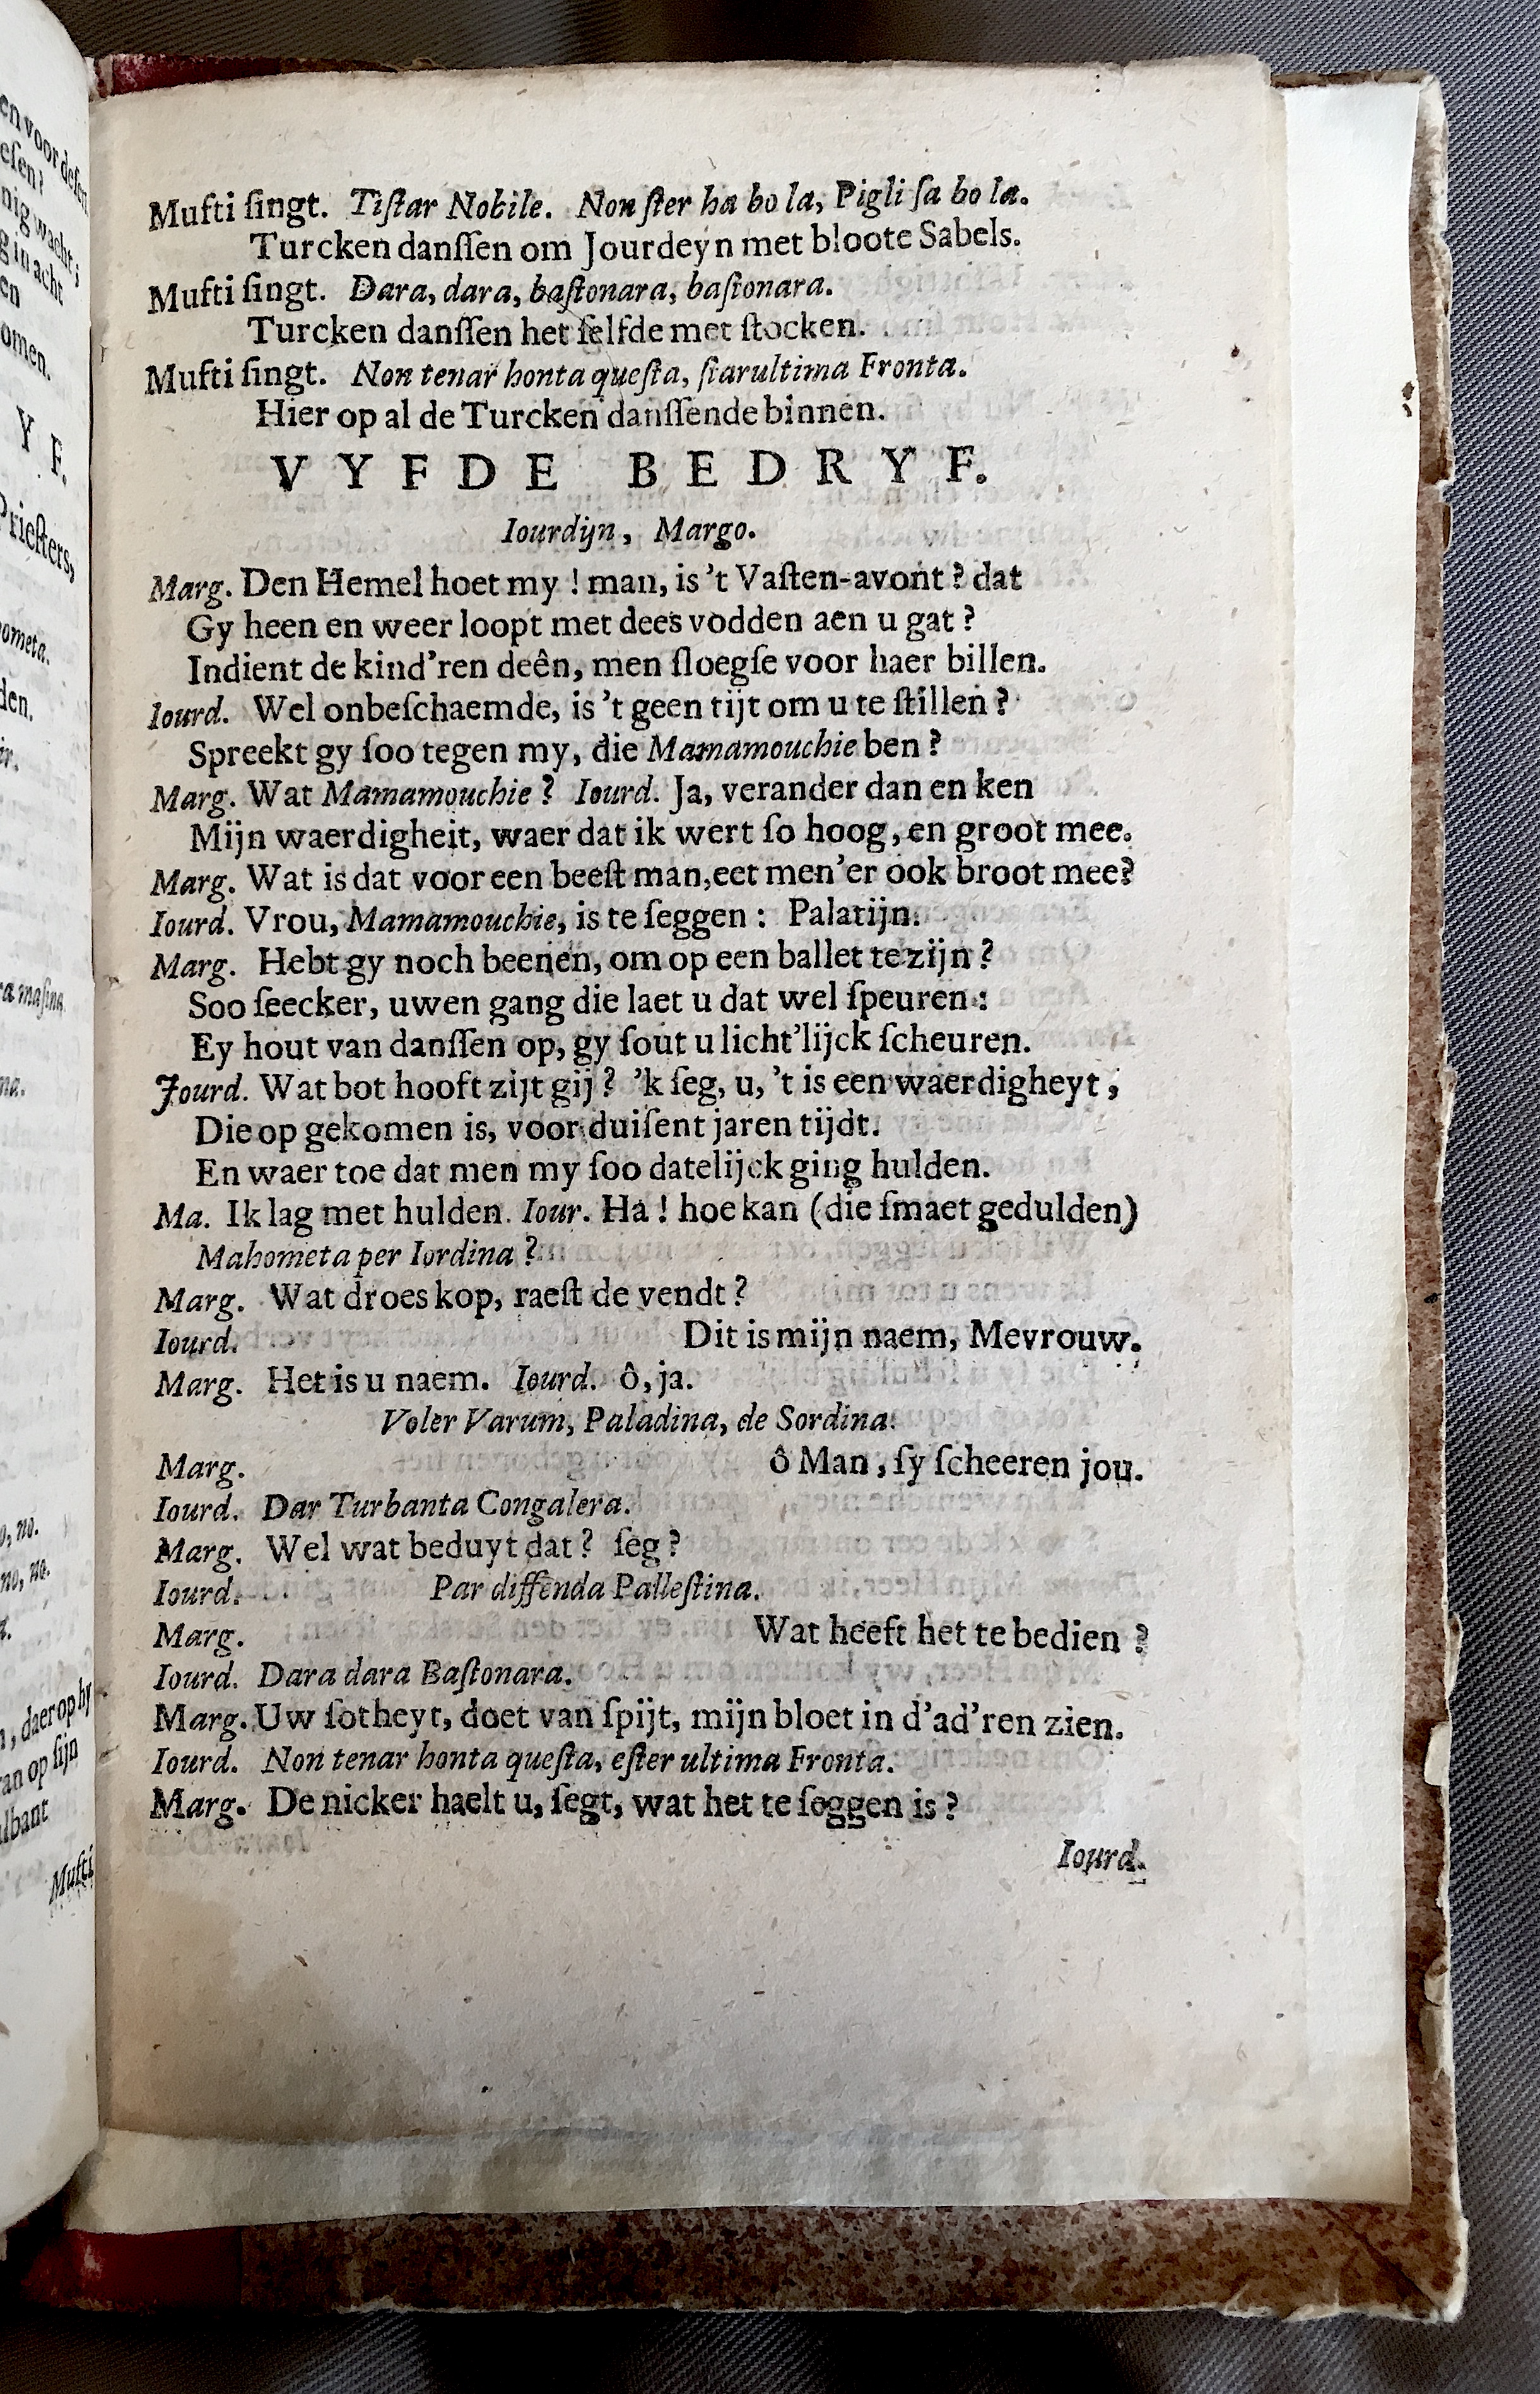 Mufti ſingt. Tiſtar Nobile. Non ſter ha bo la, Pigli ſa bo la.
Turcken danſſen om Jourdeyn met bloote Sabels.
Mufti ſingt. Dara, dara, baſtonara, baſtonara.
Turcken danſſen het ſelfde met ſtocken.
Mufti ſingt. Non tenar honta queſta, ſtarultima Fronta.
Hier op al de Turcken danſſende binnen.
VYFDE BEDRYF.
Iourdijn, Margo.
Marg. Den Hemel hoet my ! man, is 't Vaſten-avont ? dat
Gy heen en weer loopt met dees vodden aen u gat ?
Indient de kind'ren deên, men ſloegſe voor haer billen.
Iourd. Wel onbeſchaemde, is 't geen tijt om u te ſtillen ?
Spreekt gy ſoo tegen my, die Mamamouchie ben ?
Marg. Wat Mamamouchie ? Iourd. Ja, verander dan en ken
Mijn waerdigheit, waer dat ik wert ſo hoog, en groot mee.
Marg. Wat is dat voor een beeſt man, eet men'er ook broot mee?
Iourd. Vrou, Mamamouchie, is te ſeggen : Palatijn.
Marg. Hebt gy noch beenen, om op een ballet te zijn ?
Soo ſeecker, uwen gang die laet u dat wel ſpeuren :
Ey hout van danſſen op, gy ſout u licht'lijck ſcheuren.
Jourd. Wat bot hooft zijt gij ? 'k ſeg, u, 't is een waerdigheyt,
Die op gekomen is, voor duiſent jaren tijdt.
En waer toe dat men my ſoo datelijck ging hulden.
Ma. Ik lag met hulden. Iour. Ha ! hoe kan (die ſmaet gedulden)
Mahometa per Iordina ?
Marg. Wat droes kop, raeſt de vendt ?
Iourd. Dit is mijn naem, Mevrouw.
Marg. Het is u naem. Iourd. ô, ja.
Voler Varum, Paladina, de Sordina.
Marg. ô Man, ſy ſcheeren jou.
Iourd. Dar Turbanta Congalera.
Marg. Wel wat beduyt dat ? ſeg ?
Iourd. Par diffenda Palleſtina.
Marg. Wat heeft het te bedien ?
Iourd. Dara dara Baſtonara.
Marg. Uw ſotheyt, doet van ſpijt, mijn bloet in d'ad'ren zien.
Iourd. Non tenar honta queſta, eſter ultima Fronta.
Marg. De nicker haelt u, ſegt, wat het te ſeggen is ?
Iourd.